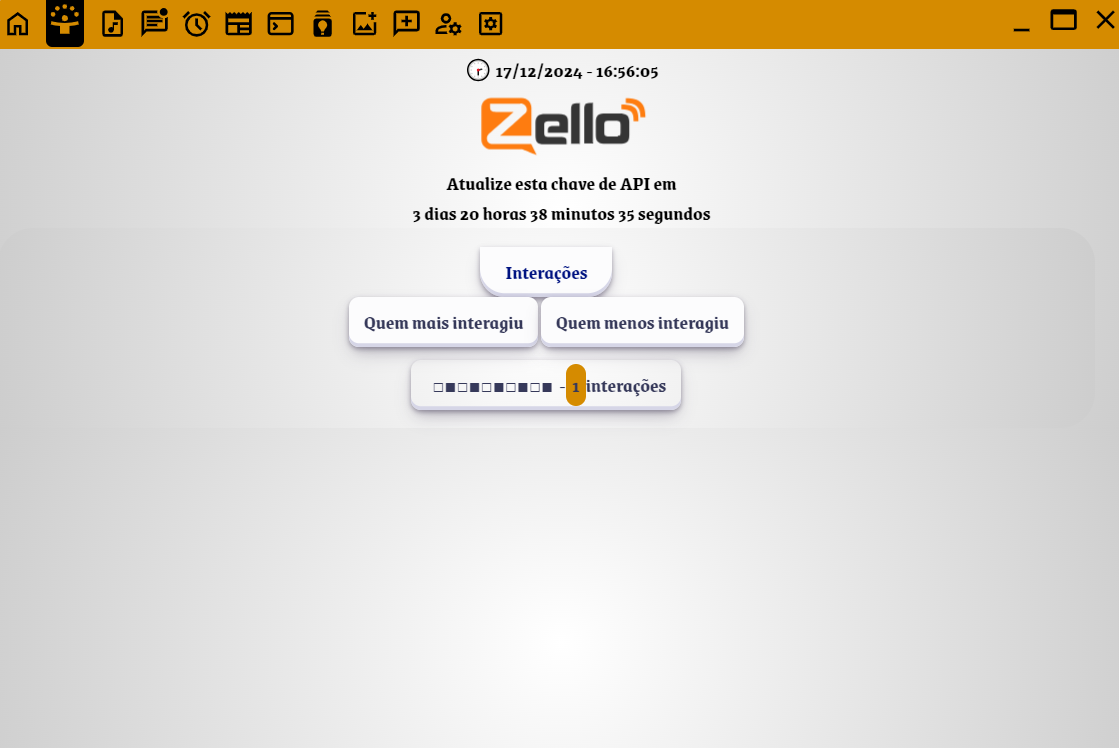 17/12/2024 - 16:56:05
Zello
Atualize esta chave de API em
3 dias 20 horas 38 minutos 35 segundos
Interações
Quem mais interagiu Quem menos interagiu
□■□■□■□■□■ - 1 interações